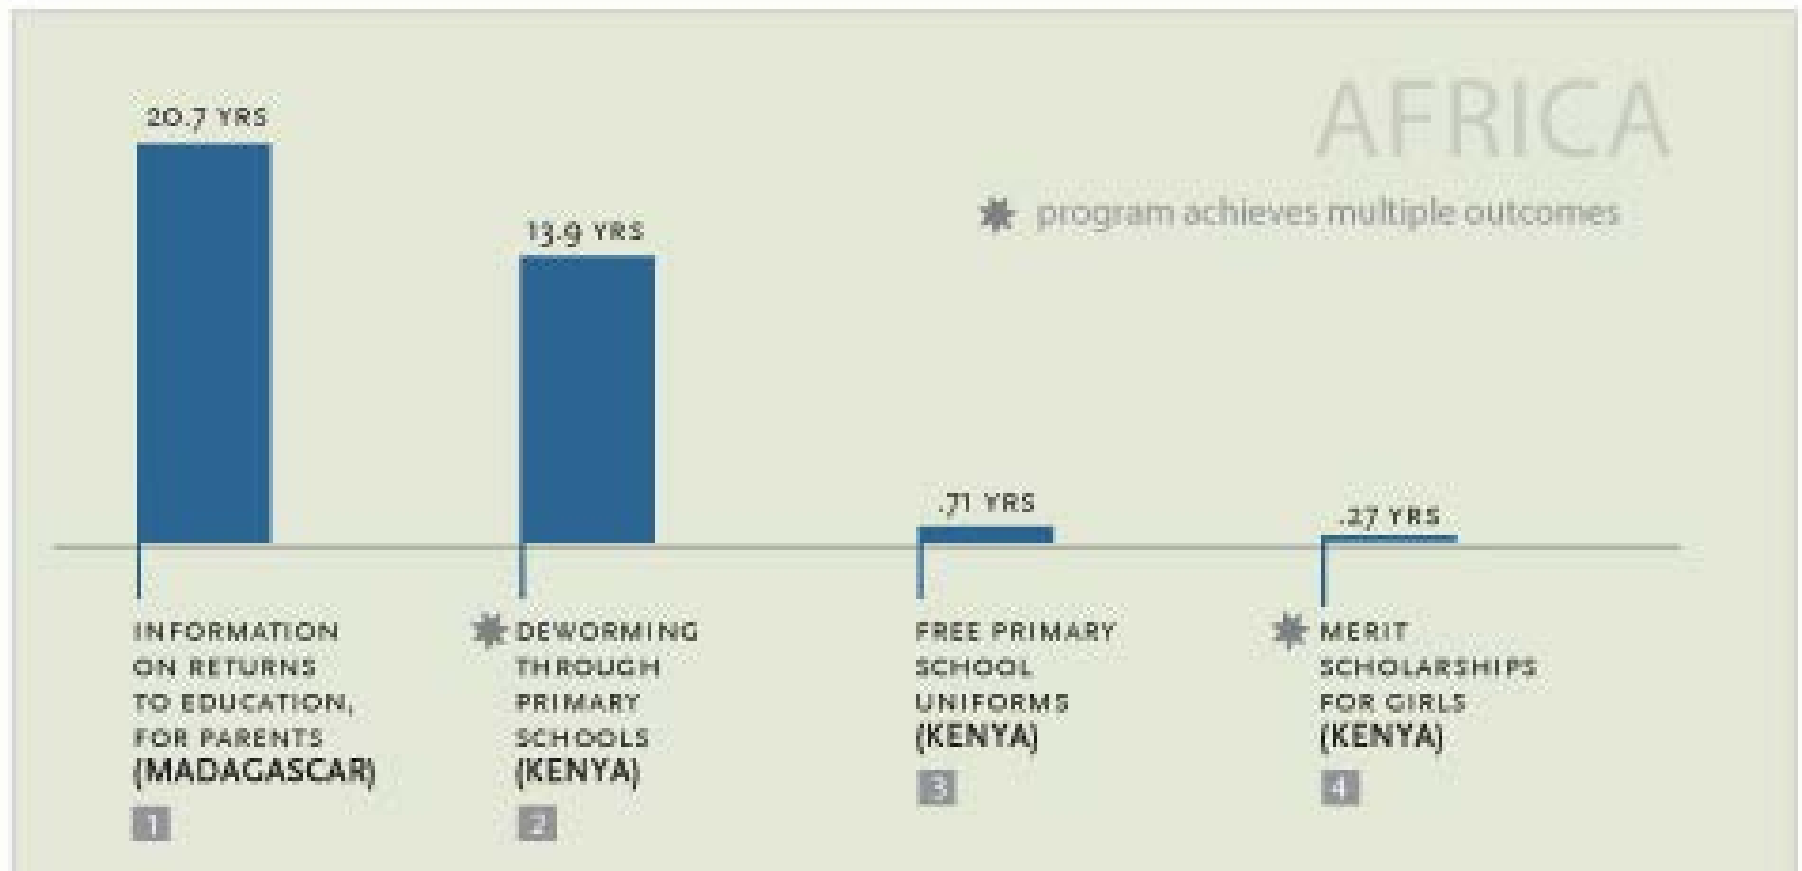 AFRICA
program achieves multiple outcomes
20.7 YRS
13.9 YRS
.71 YRS
.27 YRS
INFORMATION
ON RETURNS
TO EDUCATION,
FOR PARENTS
(MADAGASCAR)
1
DEWORMING
THROUGH
PRIMARY
SCHOOLS
(KENYA)
2
FREE PRIMARY
SCHOOL
UNIFORMS
(KENYA)
3
MERIT
SCHOLARSHIPS
FOR GIRLS
(KENYA)
4